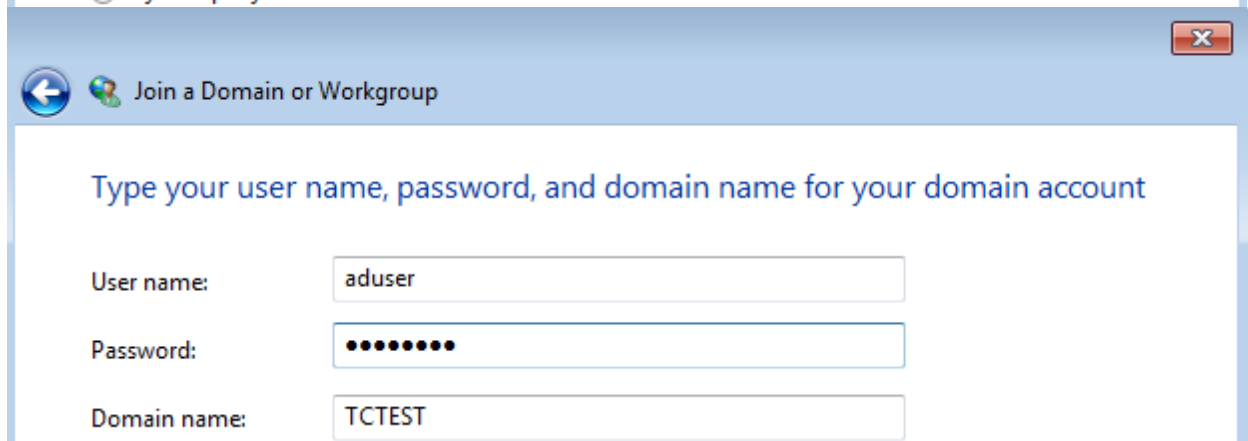 Join a Domain or Workgroup
Type your user name, password, and domain name for your domain account
User name: aduser
Password: ••••••••
Domain name: TCTEST